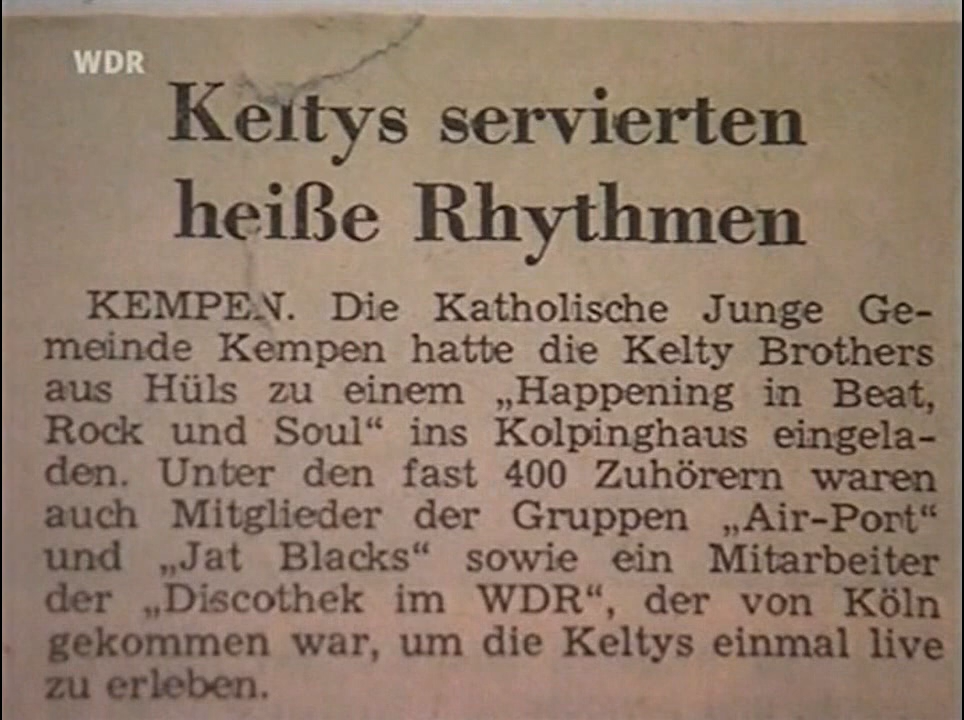 WDR
Keltys servierten
heiße Rhythmen
KEMPEN. Die Katholische Junge Ge-
meinde Kempen hatte die Kelty Brothers
aus Hüls zu einem „Happening in Beat,
Rock und Soul“ ins Kolpinghaus eingela-
den. Unter den fast 400 Zuhörern waren
auch Mitglieder der Gruppen „Air-Port“
und „Jat Blacks“ sowie ein Mitarbeiter
der „Discothek im WDR“, der von Köln
gekommen war, um die Keltys einmal live
zu erleben.